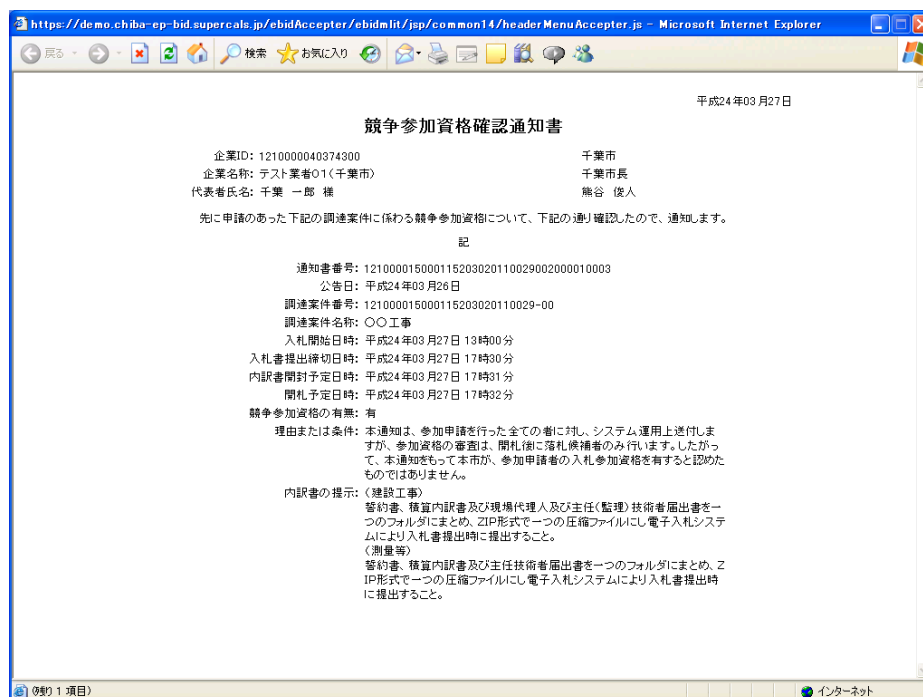 https://demo.chiba-ep-bid.supercals.jp/ebidAccepter/ebidmlit/jsp/common14/headerMenuAccepter.js - Microsoft Internet Explorer
戻る 検索 お気に入り
平成24年03月27日
競争参加資格確認通知書
企業ID: 1210000040374300 千葉市
企業名称: テスト業者01(千葉市) 千葉市長
代表者氏名: 千葉 一郎 様 熊谷 俊人
先に申請のあった下記の調達案件に係わる競争参加資格について、下記の通り確認したので、通知します。
記
通知書番号: 12100001500011520302011002900200001​0003
公告日: 平成24年03月26日
調達案件番号: 121000015000115203020110029-00
調達案件名称: 〇〇工事
入札開始日時: 平成24年03月27日 13時00分
入札書提出締切日時: 平成24年03月27日 17時30分
内訳書開封予定日時: 平成24年03月27日 17時31分
開札予定日時: 平成24年03月27日 17時32分
競争参加資格の有無: 有
理由または条件: 本通知は、参加申請を行った全ての者に対し、システム運用上送付しま
すが、参加資格の審査は、開札後に落札候補者のみ行います。したがっ
て、本通知をもって本市が、参加申請者の入札参加資格を有すると認めた
ものではありません。
内訳書の提示: (建設工事)
誓約書、積算内訳書及び現場代理人及び主任(監理)技術者届出書を一
つのフォルダにまとめ、ZIP形式で一つの圧縮ファイルにし電子入札システ
ムにより入札書提出時に提出すること。
(測量等)
誓約書、積算内訳書及び主任技術者届出書を一つのフォルダにまとめ、Z
IP形式で一つの圧縮ファイルにし電子入札システムにより入札書提出時
に提出すること。
(残り 1 項目) インターネット